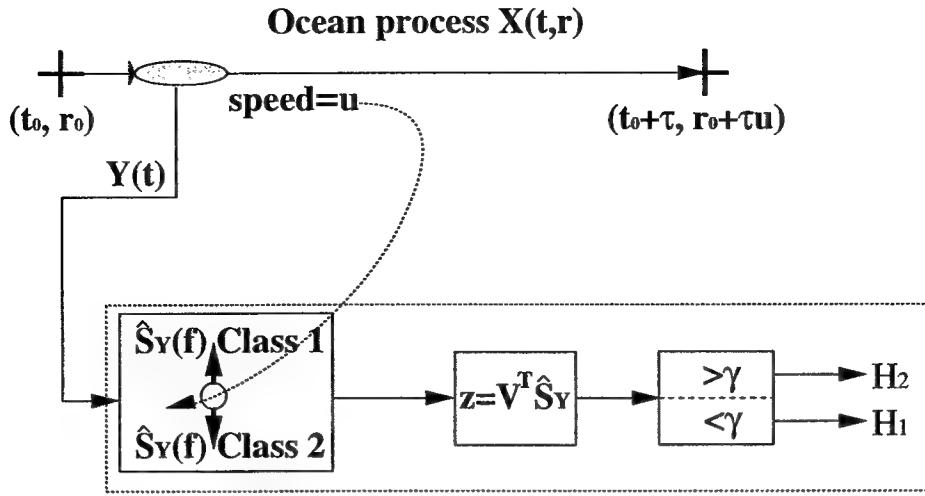 Ocean process X(t,r)
speed=u
(t₀, r₀)
(t₀+τ, r₀+τu)
Y(t)
Ŝʏ(f) Class 1
Ŝʏ(f) Class 2
z=VᵀŜʏ
>γ
<γ
H₂
H₁